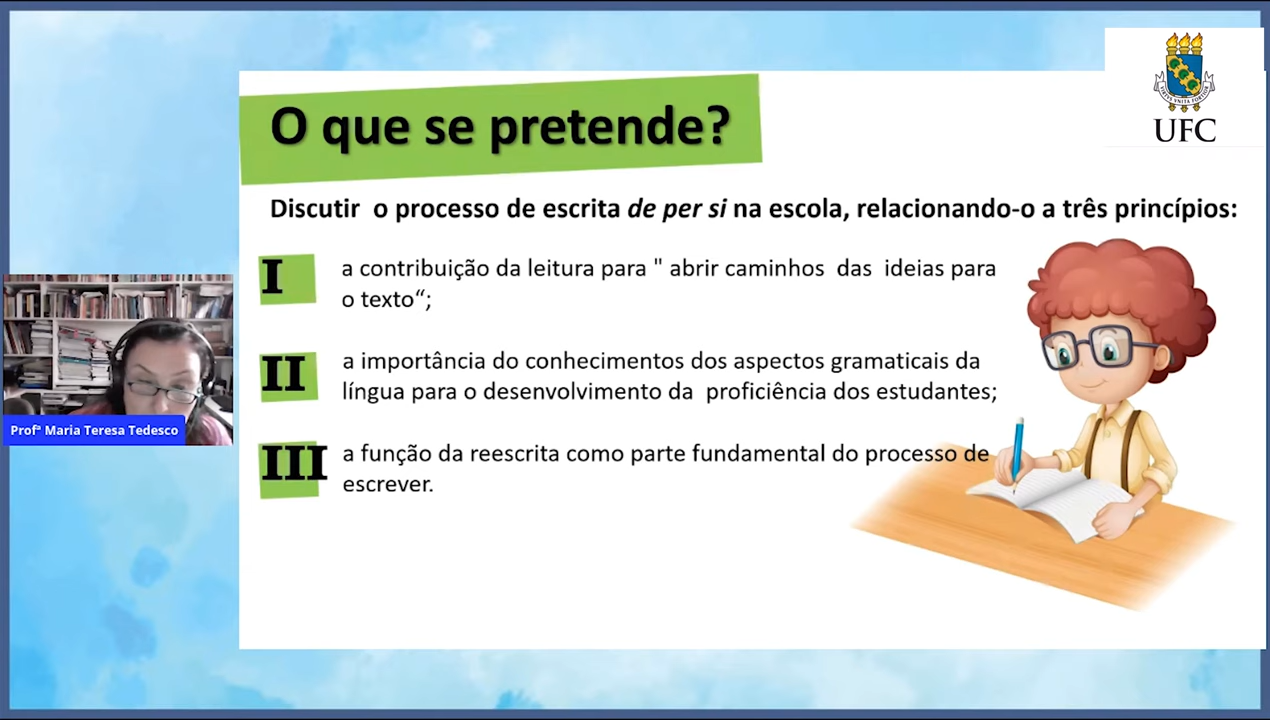 O que se pretende?
UFC
Discutir o processo de escrita de per si na escola, relacionando-o a três princípios:
I
a contribuição da leitura para " abrir caminhos das ideias para
o texto“;
II
a importância do conhecimentos dos aspectos gramaticais da
língua para o desenvolvimento da proficiência dos estudantes;
III
a função da reescrita como parte fundamental do processo de
escrever.
Profª Maria Teresa Tedesco